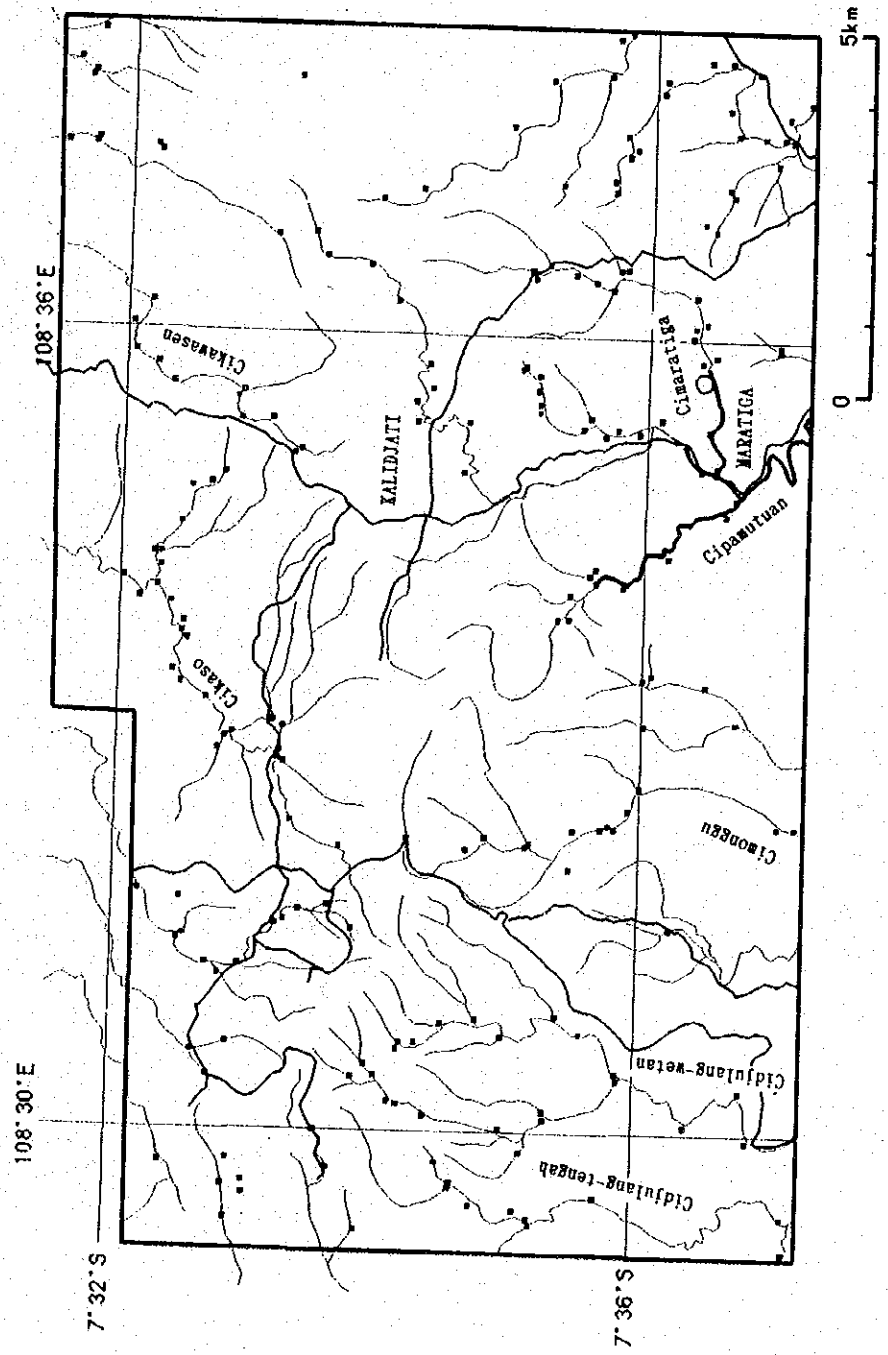 108° 30' E
108° 36' E
7° 32' S
7° 36' S
Cikawasen
Cikaso
KALIDJATI
Cimaratiga
MARATIGA
Cipamutuan
Cimonggu
Cidjulang-wetan
Cidjulang-tengah
0
5km